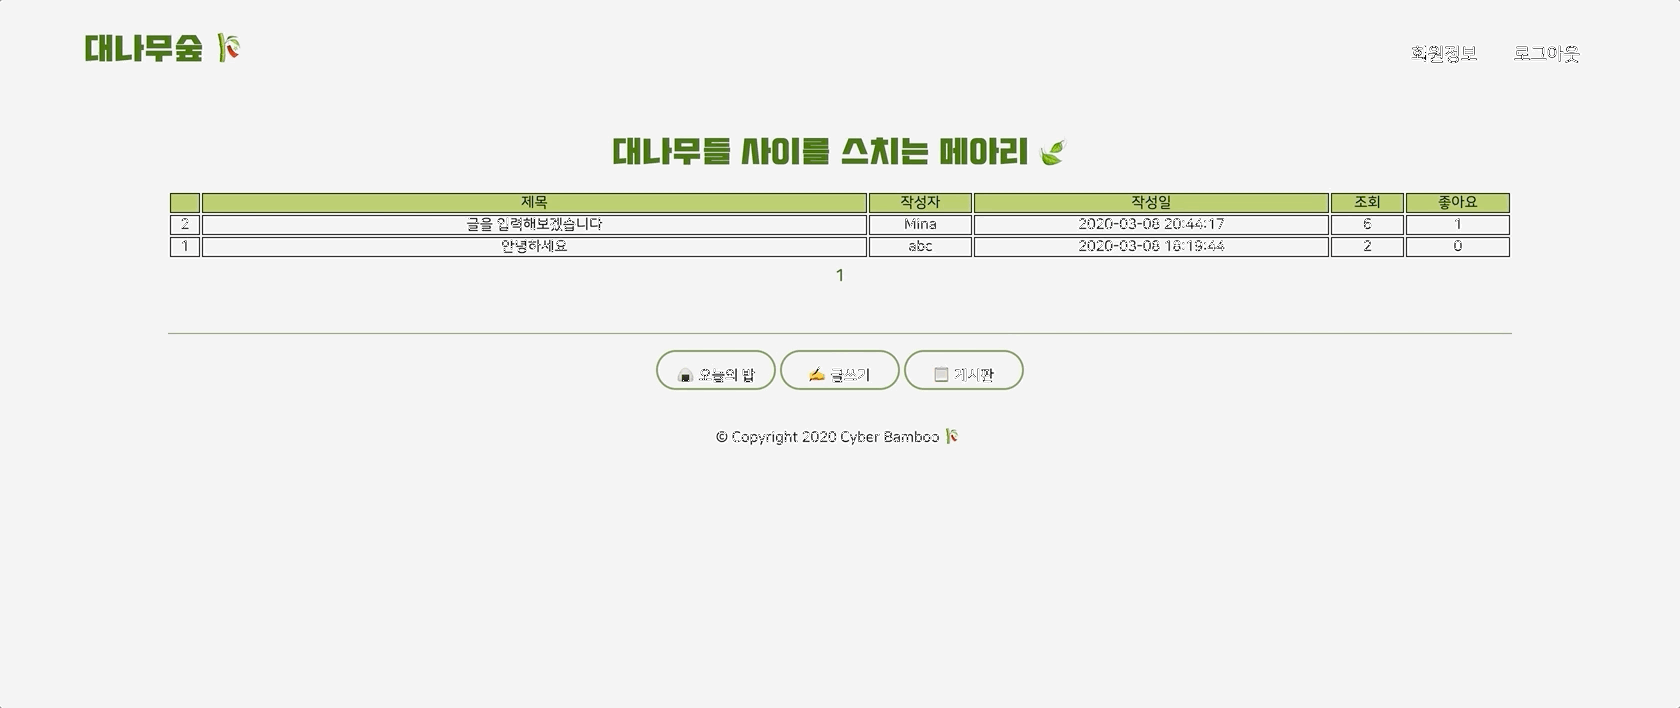 대나무숲
회원정보 로그아웃
대나무들 사이를 스치는 메아리
제목 작성자 작성일 조회 좋아요
2 글을 입력해보겠습니다 Mina 2020-03-08 20:44:17 6 1
1 안녕하세요 abc 2020-03-08 16:19:44 2 0
1
오늘의 밥 글쓰기 게시판
© Copyright 2020 Cyber Bamboo